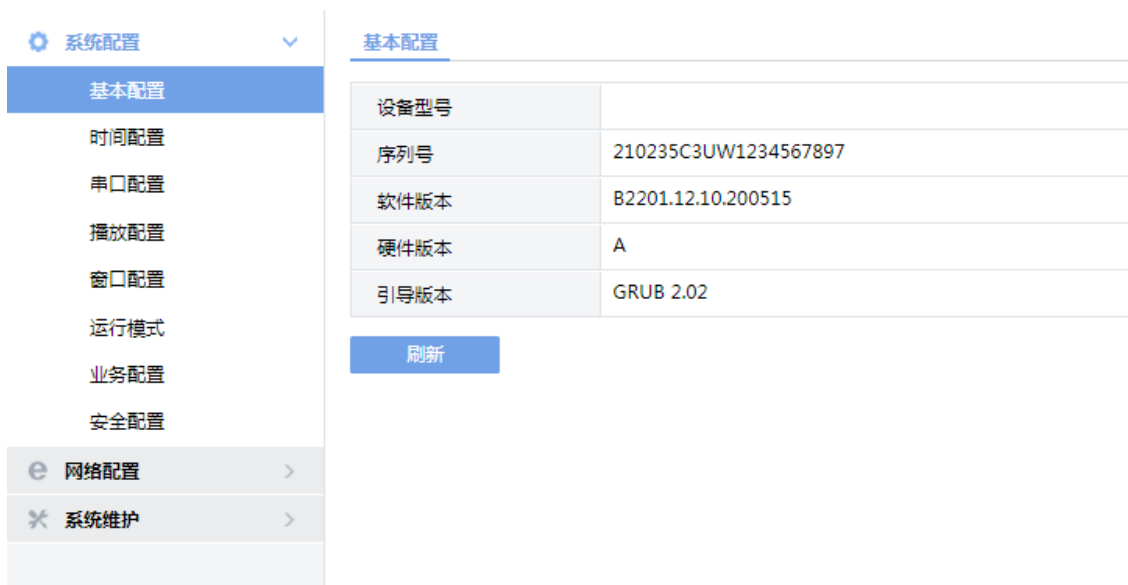 系统配置
基本配置
时间配置
串口配置
播放配置
窗口配置
运行模式
业务配置
安全配置
网络配置
系统维护
基本配置
设备型号
序列号 210235C3UW1234567897
软件版本 B2201.12.10.200515
硬件版本 A
引导版本 GRUB 2.02
刷新